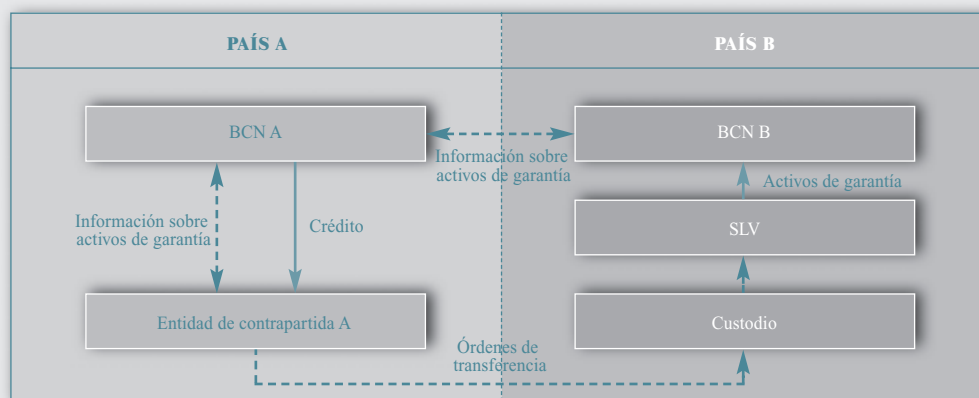 PAÍS A
PAÍS B
BCN A
BCN B
Información sobre
activos de garantía
Activos de garantía
Información sobre
activos de garantía
Crédito
SLV
Entidad de contrapartida A
Custodio
Órdenes de
transferencia